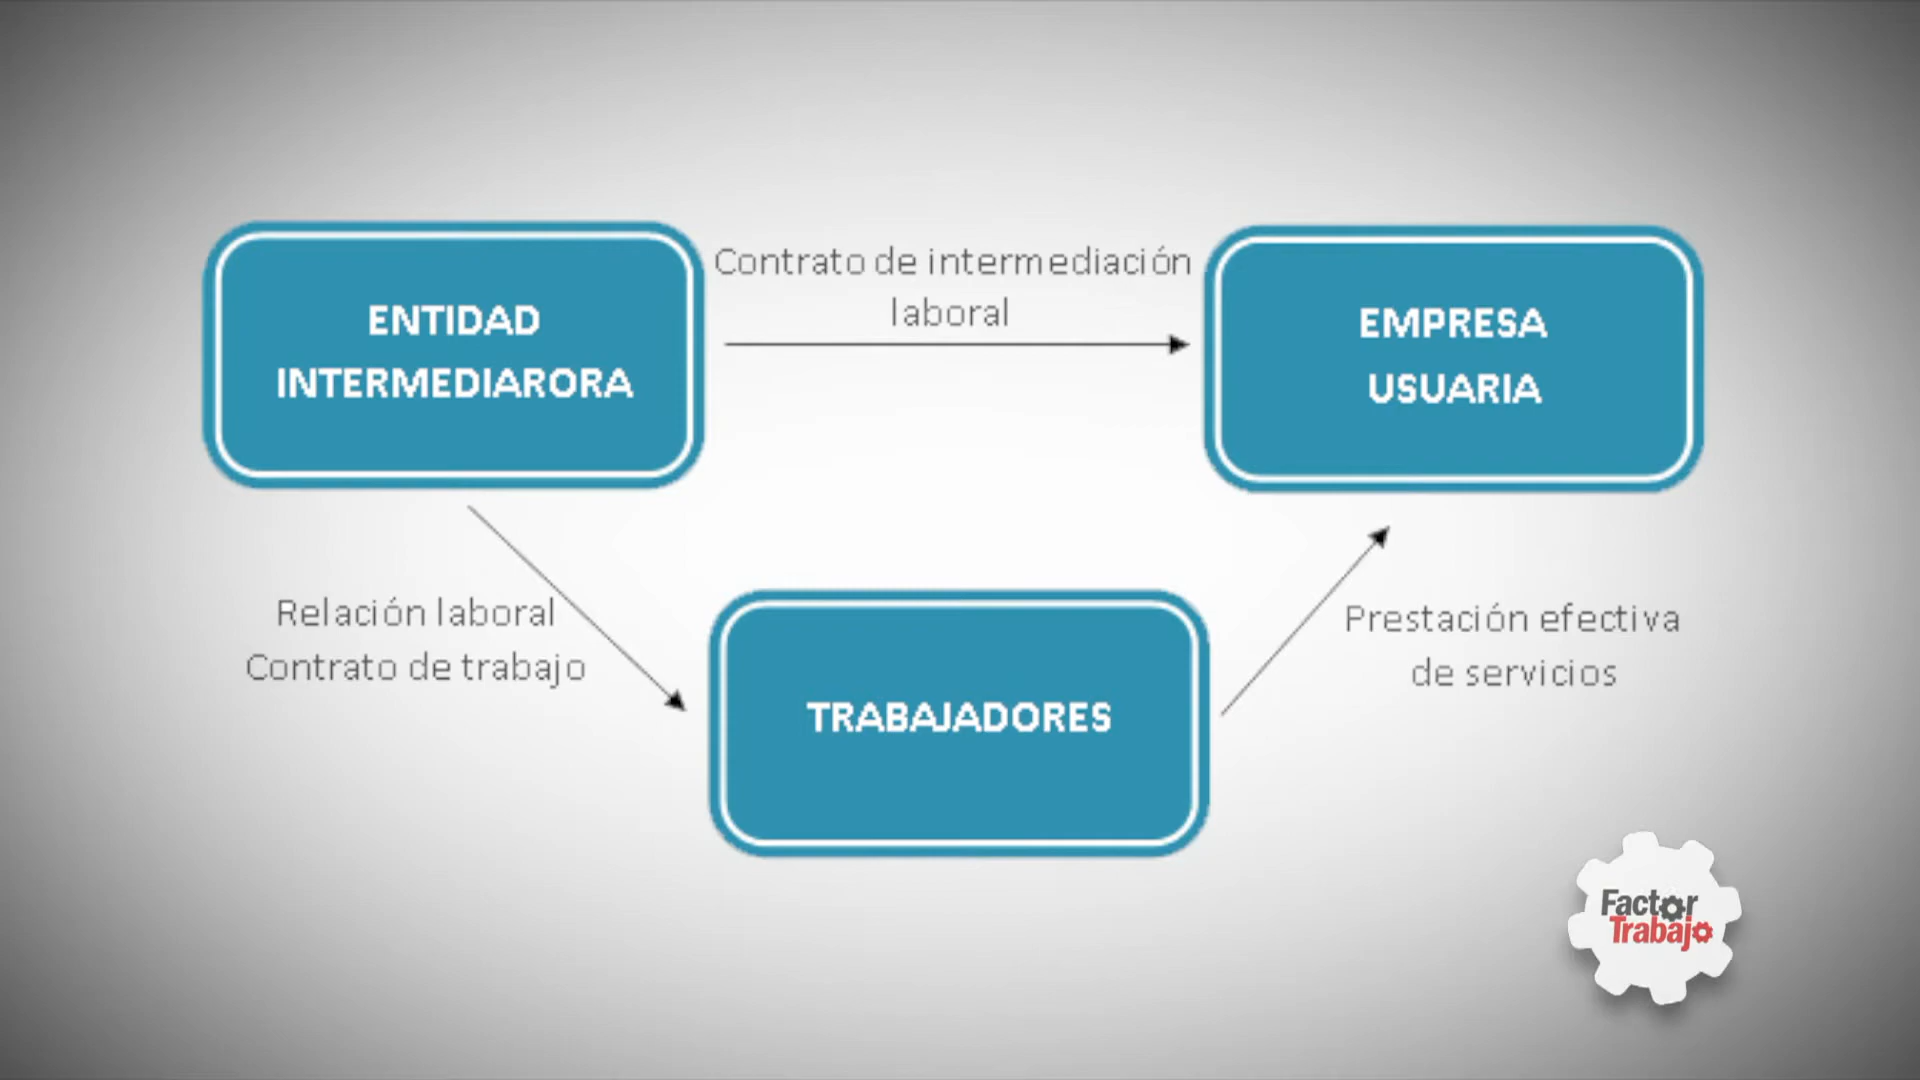 ENTIDAD
INTERMEDIARORA
Contrato de intermediación
laboral
EMPRESA
USUARIA
Relación laboral
Contrato de trabajo
TRABAJADORES
Prestación efectiva
de servicios
Factor
Trabajo